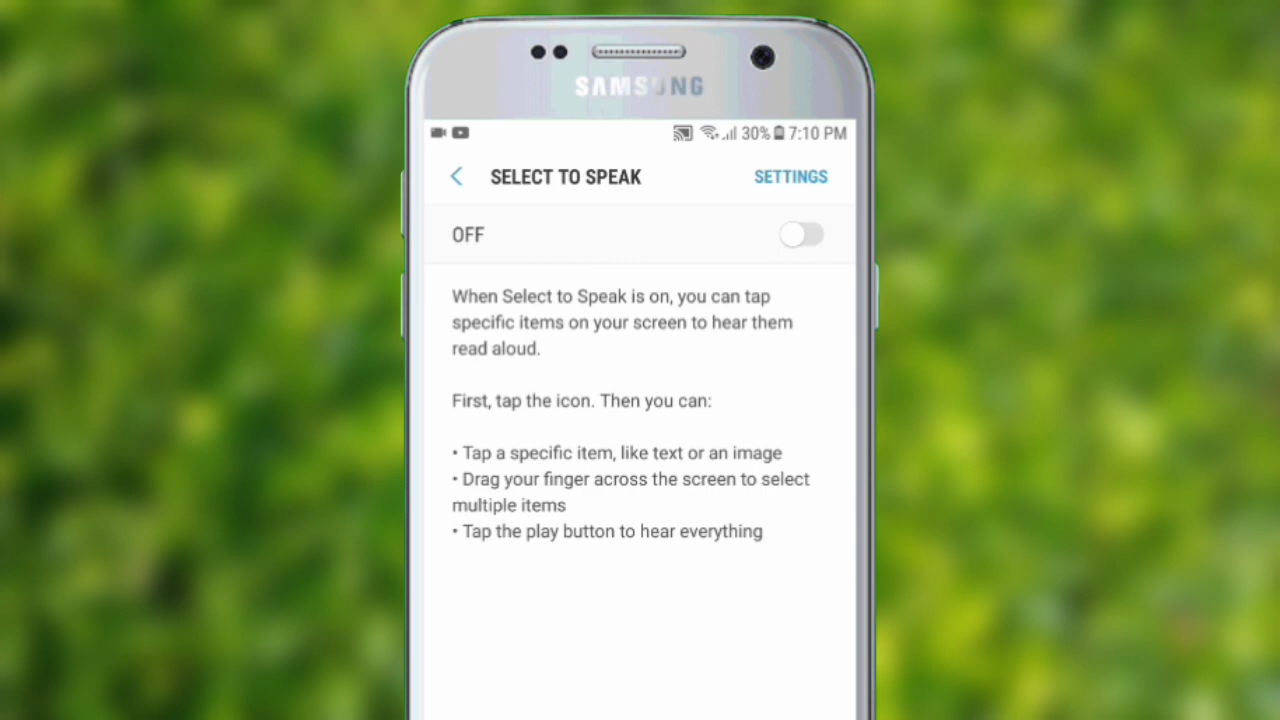 SAMSUNG
30% 7:10 PM
SELECT TO SPEAK SETTINGS
OFF
When Select to Speak is on, you can tap
specific items on your screen to hear them
read aloud.
First, tap the icon. Then you can:
• Tap a specific item, like text or an image
• Drag your finger across the screen to select
multiple items
• Tap the play button to hear everything